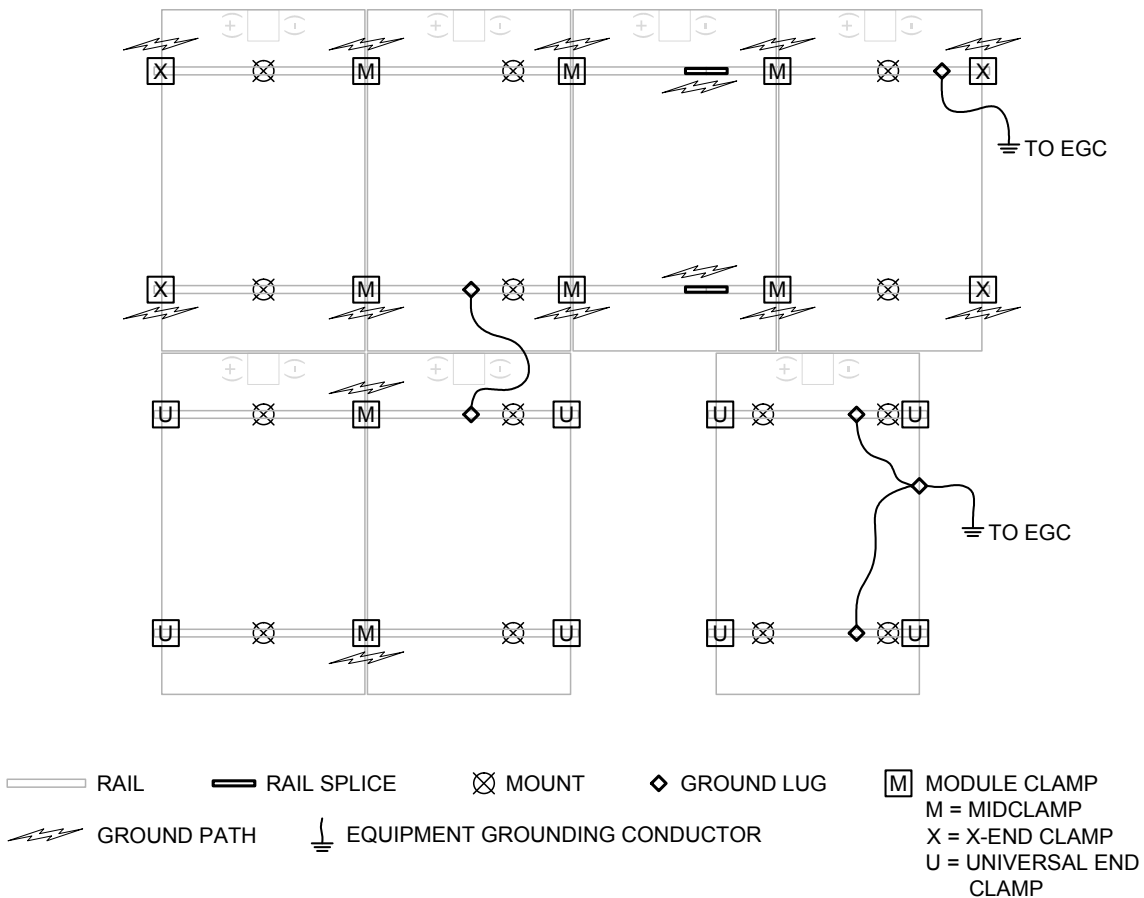 (+) (-) (+) (-) (+) (-) (+) (-)
X M M M X
TO EGC
X M M M X
(+) (-) (+) (-) (+) (-)
U M U U U
TO EGC
U M U U U
RAIL
RAIL SPLICE
MOUNT
GROUND LUG
M MODULE CLAMP
M = MIDCLAMP
X = X-END CLAMP
U = UNIVERSAL END
CLAMP
GROUND PATH
EQUIPMENT GROUNDING CONDUCTOR